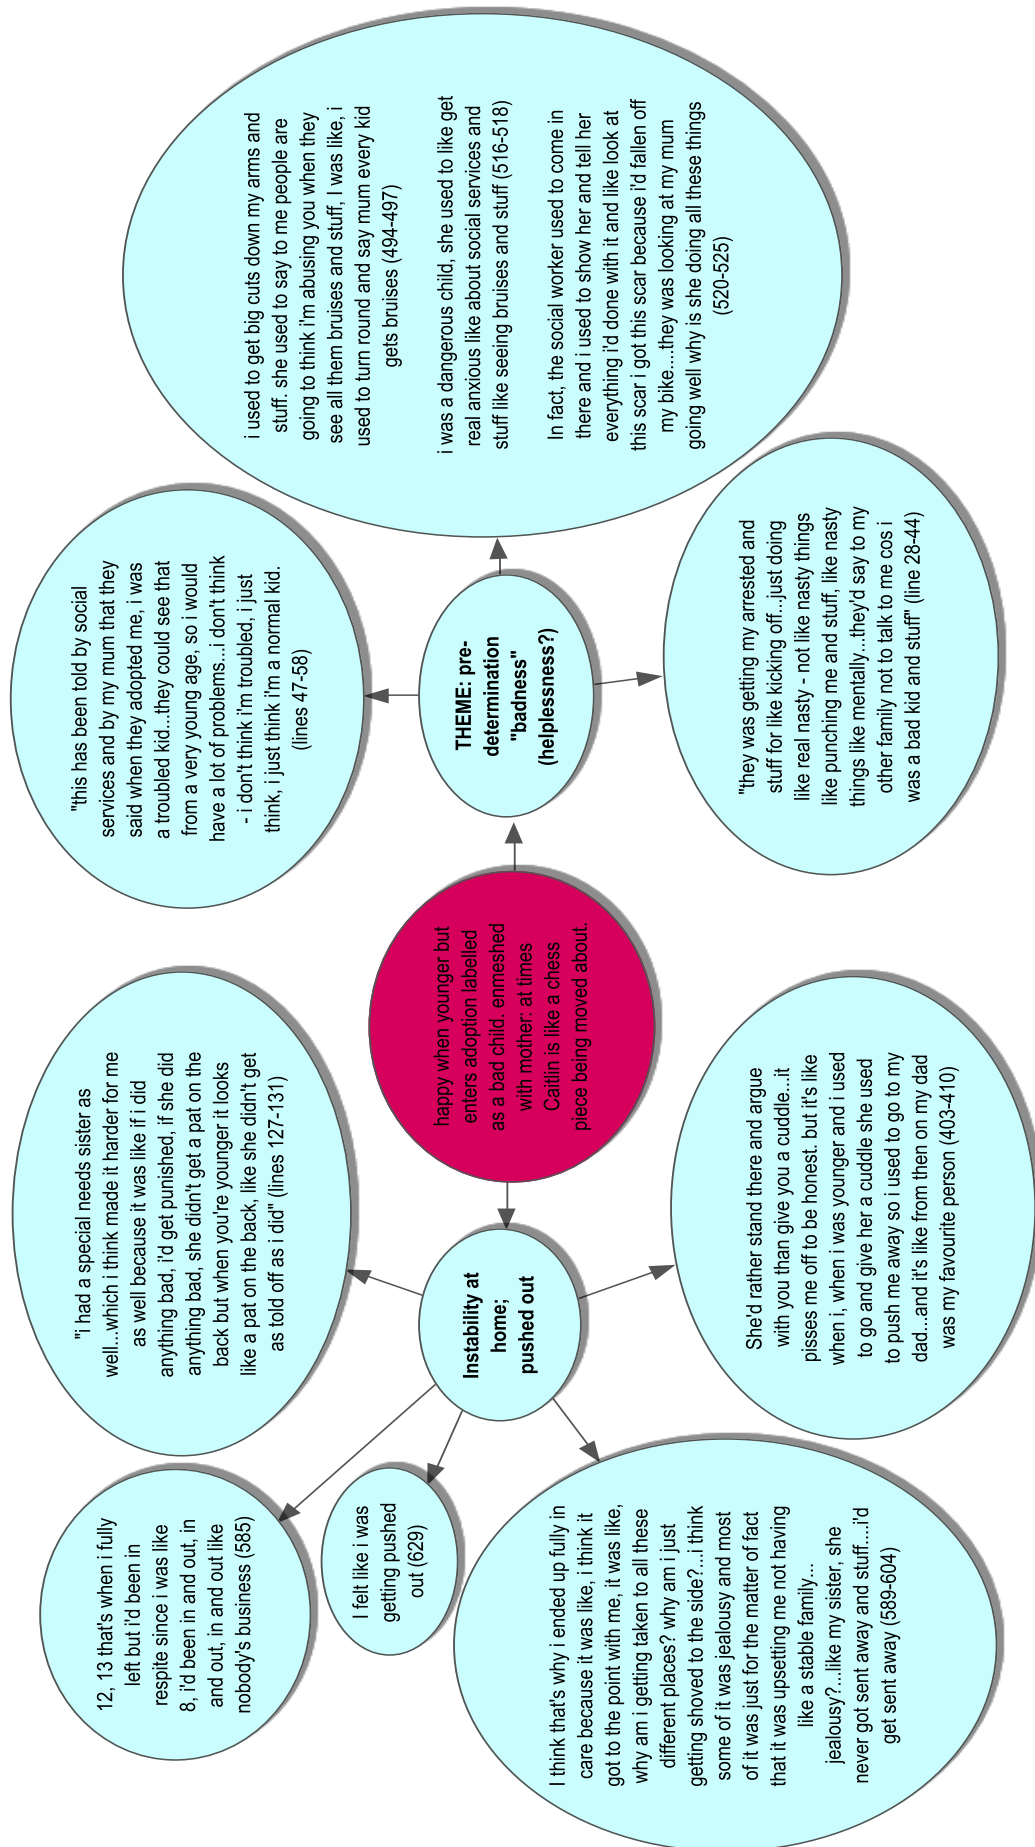 12, 13 that's when i fully
left but i'd been in
respite since i was like
8, i'd been in and out, in
and out, in and out like
nobody's business (585)
I felt like i was
getting pushed
out (629)
I think that's why i ended up fully in
care because it was like, i think it
got to the point with me, it was like,
why am i getting taken to all these
different places? why am i just
getting shoved to the side?...i think
some of it was jealousy and most
of it was just for the matter of fact
that it was upsetting me not having
like a stable family...
jealousy?...like my sister, she
never got sent away and stuff....i'd
get sent away (589-604)
"I had a special needs sister as
well...which i think made it harder for me
as well because it was like if i did
anything bad, i'd get punished, if she did
anything bad, she didn't get a pat on the
back but when you're younger it looks
like a pat on the back, like she didn't get
as told off as i did" (lines 127-131)
Instability at
home;
pushed out
She'd rather stand there and argue
with you than give you a cuddle...it
pisses me off to be honest. but it's like
when i, when i was younger and i used
to go and give her a cuddle she used
to push me away so i used to go to my
dad...and it's like from then on my dad
was my favourite person (403-410)
happy when younger but
enters adoption labelled
as a bad child. enmeshed
with mother: at times
Caitlin is like a chess
piece being moved about.
"this has been told by social
services and by my mum that they
said when they adopted me, i was
a troubled kid...they could see that
from a very young age, so i would
have a lot of problems...i don't think
- i don't think i'm troubled, i just
think, i just think i'm a normal kid.
(lines 47-58)
THEME: pre-
determination
"badness"
(helplessness?)
"they was getting my arrested and
stuff for like kicking off...just doing
like real nasty - not like nasty things
like punching me and stuff, like nasty
things like mentally...they'd say to my
other family not to talk to me cos i
was a bad kid and stuff" (line 28-44)
i used to get big cuts down my arms and
stuff. she used to say to me people are
going to think i'm abusing you when they
see all them bruises and stuff, I was like, i
used to turn round and say mum every kid
gets bruises (494-497)
i was a dangerous child, she used to like get
real anxious like about social services and
stuff like seeing bruises and stuff (516-518)
In fact, the social worker used to come in
there and i used to show her and tell her
everything i'd done with it and like look at
this scar i got this scar because i'd fallen off
my bike....they was looking at my mum
going well why is she doing all these things
(520-525)